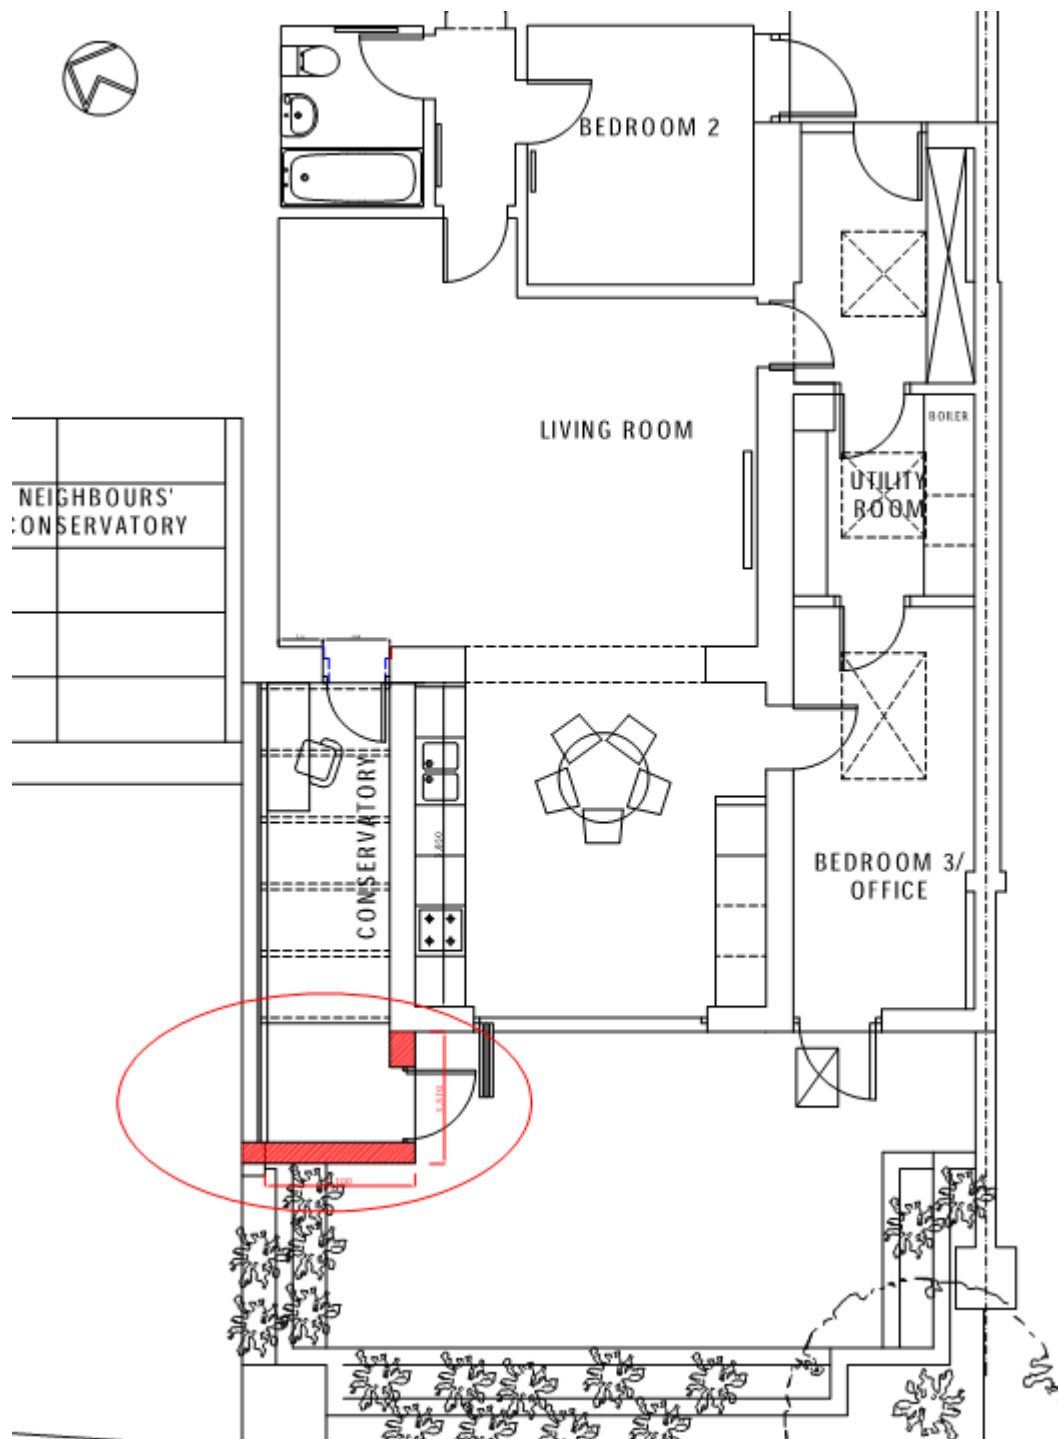 BEDROOM 2
LIVING ROOM
BOILER
UTILITY
ROOM
NEIGHBOURS'
CONSERVATORY
CONSERVATORY
BEDROOM 3/
OFFICE